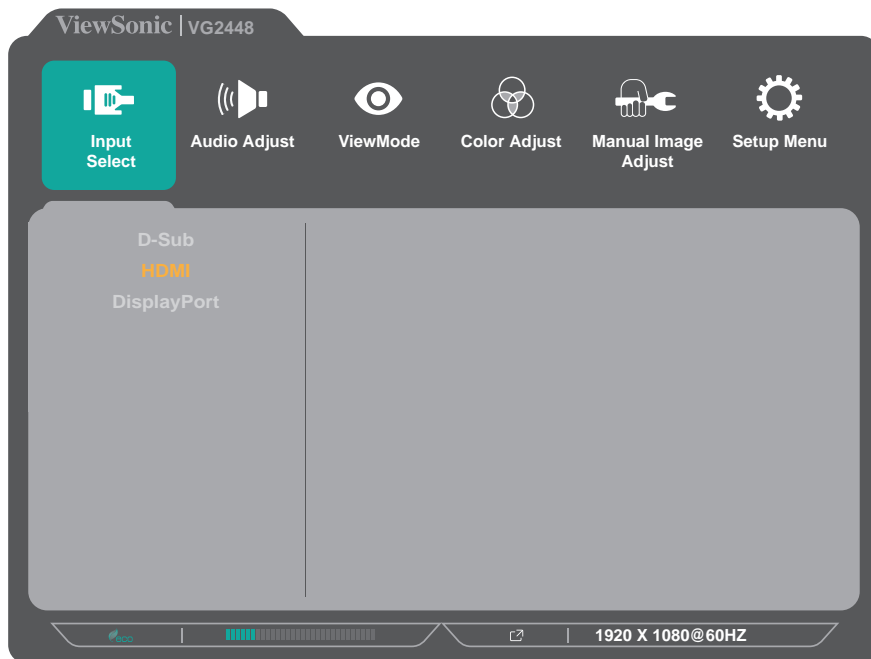 ViewSonic | VG2448
Input Select
Audio Adjust
ViewMode
Color Adjust
Manual Image Adjust
Setup Menu
D-Sub
HDMI
DisplayPort
eco
1920 X 1080@60HZ